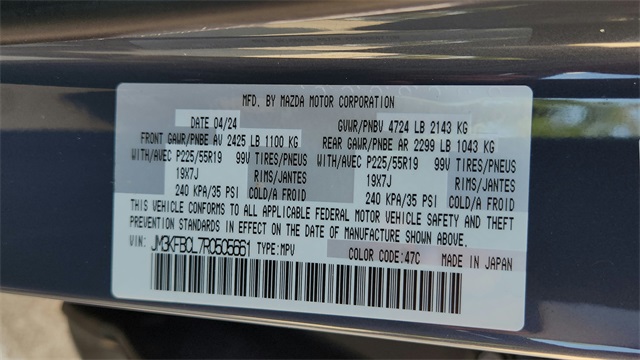 MFD. BY MAZDA MOTOR CORPORATION
DATE 04/24 GVWR/PNBV 4724 LB 2143 KG
FRONT GAWR/PNBE AV 2425 LB 1100 KG REAR GAWR/PNBE AR 2299 LB 1043 KG
WITH/AVEC P225/55R19 99V TIRES/PNEUS WITH/AVEC P225/55R19 99V TIRES/PNEUS
19X7J RIMS/JANTES 19X7J RIMS/JANTES
240 KPA/35 PSI COLD/A FROID 240 KPA/35 PSI COLD/A FROID
THIS VEHICLE CONFORMS TO ALL APPLICABLE FEDERAL MOTOR VEHICLE SAFETY AND THEFT
PREVENTION STANDARDS IN EFFECT ON THE DATE OF MANUFACTURE SHOWN ABOVE.
VIN: JM3KFBCL7R0505651 TYPE:MPV COLOR CODE:47C MADE IN JAPAN